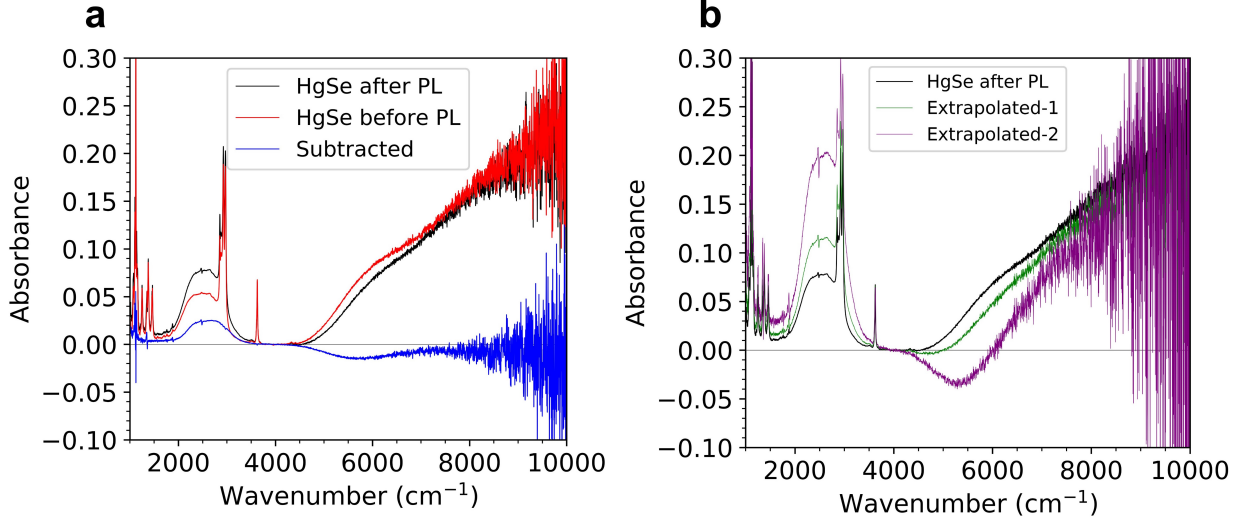 a
HgSe after PL
HgSe before PL
Subtracted
0.30
0.25
0.20
0.15
0.10
0.05
0.00
−0.05
−0.10
2000
4000
6000
8000
10000
Absorbance
Wavenumber (cm⁻¹)
b
HgSe after PL
Extrapolated-1
Extrapolated-2
0.30
0.25
0.20
0.15
0.10
0.05
0.00
−0.05
−0.10
2000
4000
6000
8000
10000
Absorbance
Wavenumber (cm⁻¹)